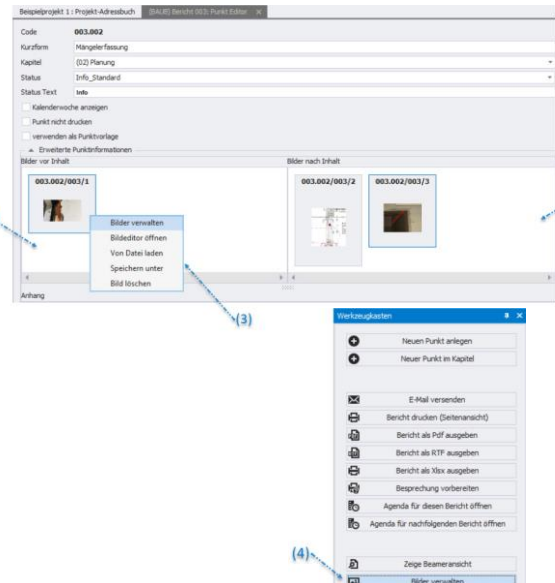 Beispielprojekt 1 : Projekt-Adressbuch [BAUB] Bericht 003: Punkt Editor ×
Code 003.002
Kurzform Mängelerfassung
Kapitel (02) Planung
Status Info_Standard
Status Text Info
Kalenderwoche anzeigen
Punkt nicht drucken
verwenden als Punktvorlage
Erweiterte Punktinformationen
Bilder vor Inhalt Bilder nach Inhalt
003.002/003/1 003.002/003/2 003.002/003/3
Bilder verwalten
Bildeditor öffnen
Von Datei laden
Speichern unter
Bild löschen
Anhang
(3)
Werkzeugkasten
Neuen Punkt anlegen
Neuer Punkt im Kapitel
E-Mail versenden
Bericht drucken (Seitenansicht)
Bericht als Pdf ausgeben
Bericht als RTF ausgeben
Bericht als Xlsx ausgeben
Besprechung vorbereiten
Agenda für diesen Bericht öffnen
Agenda für nachfolgenden Bericht öffnen
(4)
Zeige Beameransicht
Bilder verwalten